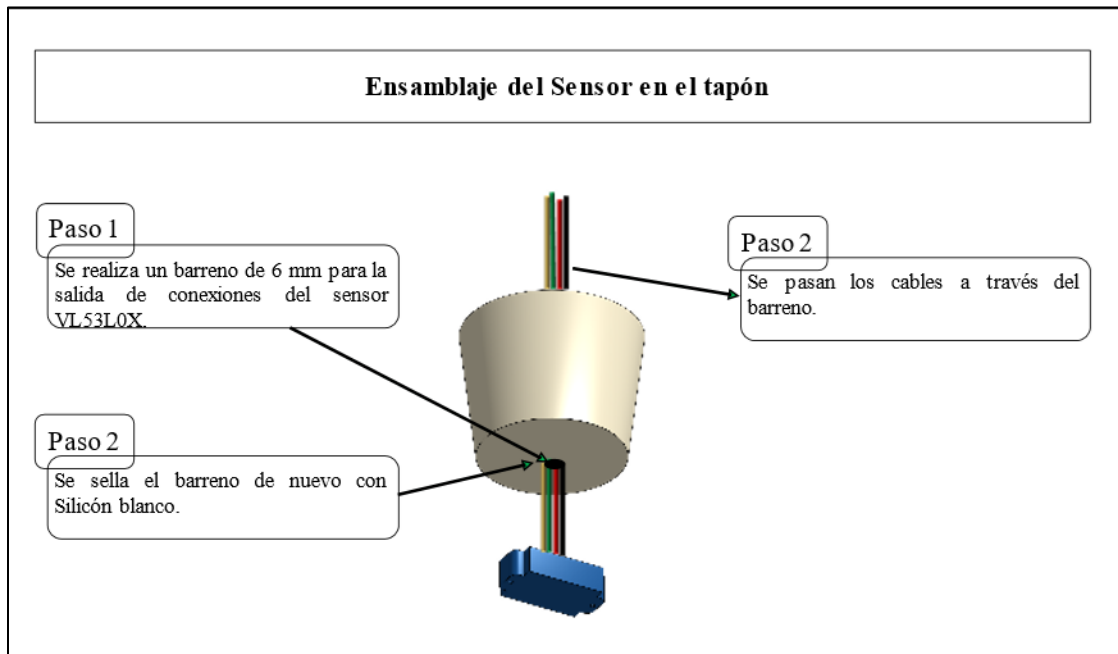 Ensamblaje del Sensor en el tapón
Paso 1
Se realiza un barreno de 6 mm para la
salida de conexiones del sensor
VL53L0X.
Paso 2
Se pasan los cables a través del
barreno.
Paso 2
Se sella el barreno de nuevo con
Silicón blanco.